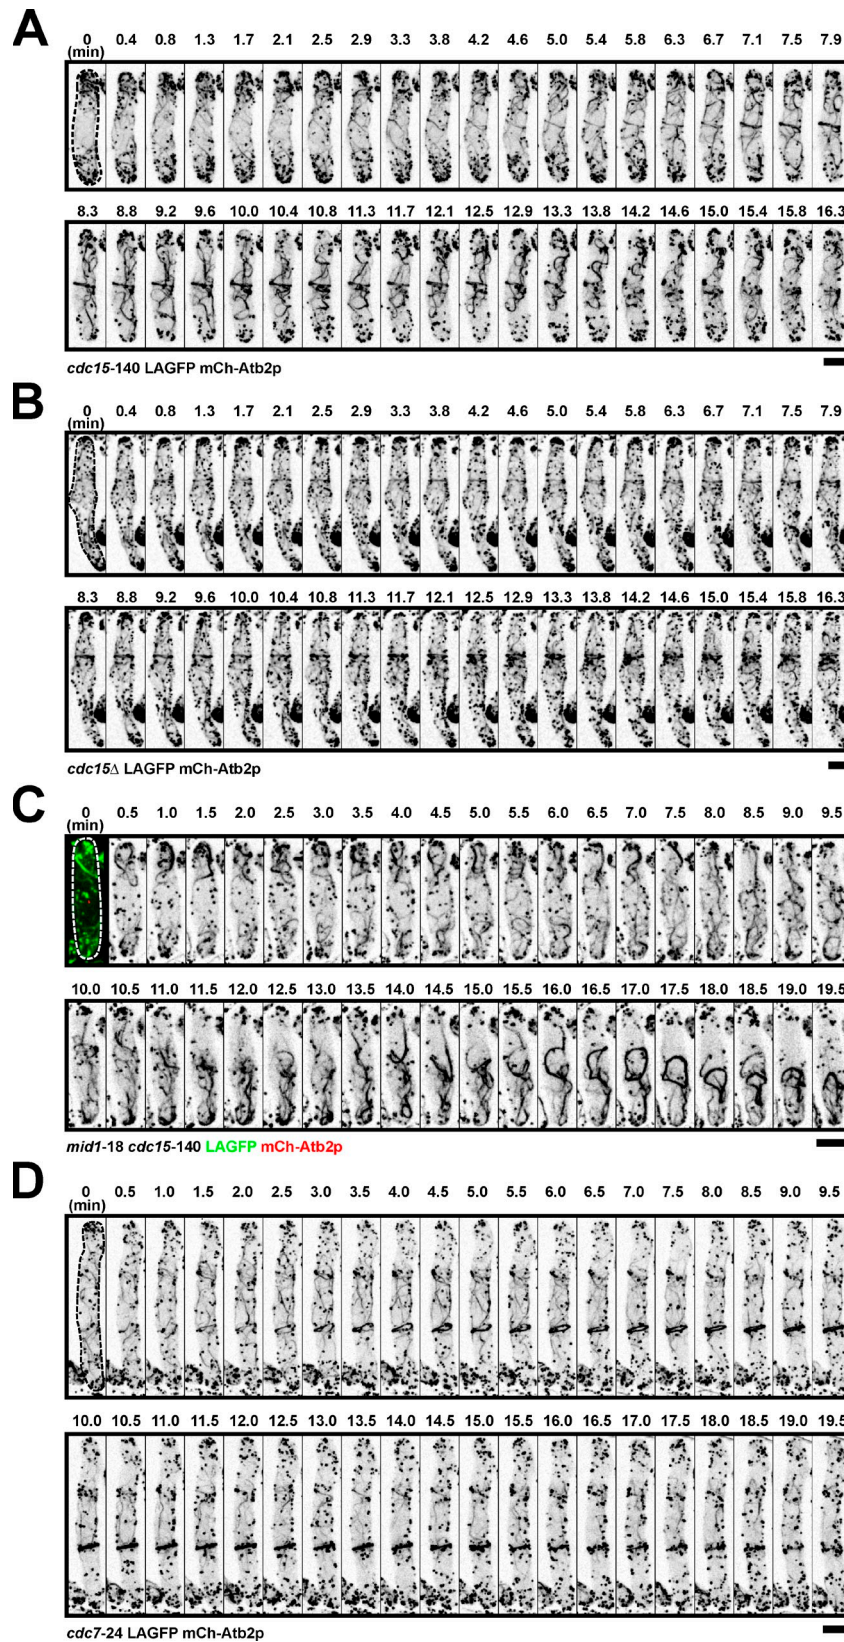 A
0 0.4 0.8 1.3 1.7 2.1 2.5 2.9 3.3 3.8 4.2 4.6 5.0 5.4 5.8 6.3 6.7 7.1 7.5 7.9
(min)
8.3 8.8 9.2 9.6 10.0 10.4 10.8 11.3 11.7 12.1 12.5 12.9 13.3 13.8 14.2 14.6 15.0 15.4 15.8 16.3
cdc15-140 LAGFP mCh-Atb2p
B
0 0.4 0.8 1.3 1.7 2.1 2.5 2.9 3.3 3.8 4.2 4.6 5.0 5.4 5.8 6.3 6.7 7.1 7.5 7.9
(min)
8.3 8.8 9.2 9.6 10.0 10.4 10.8 11.3 11.7 12.1 12.5 12.9 13.3 13.8 14.2 14.6 15.0 15.4 15.8 16.3
cdc15Δ LAGFP mCh-Atb2p
C
0 0.5 1.0 1.5 2.0 2.5 3.0 3.5 4.0 4.5 5.0 5.5 6.0 6.5 7.0 7.5 8.0 8.5 9.0 9.5
(min)
10.0 10.5 11.0 11.5 12.0 12.5 13.0 13.5 14.0 14.5 15.0 15.5 16.0 16.5 17.0 17.5 18.0 18.5 19.0 19.5
mid1-18 cdc15-140 LAGFP mCh-Atb2p
D
0 0.5 1.0 1.5 2.0 2.5 3.0 3.5 4.0 4.5 5.0 5.5 6.0 6.5 7.0 7.5 8.0 8.5 9.0 9.5
(min)
10.0 10.5 11.0 11.5 12.0 12.5 13.0 13.5 14.0 14.5 15.0 15.5 16.0 16.5 17.0 17.5 18.0 18.5 19.0 19.5
cdc7-24 LAGFP mCh-Atb2p